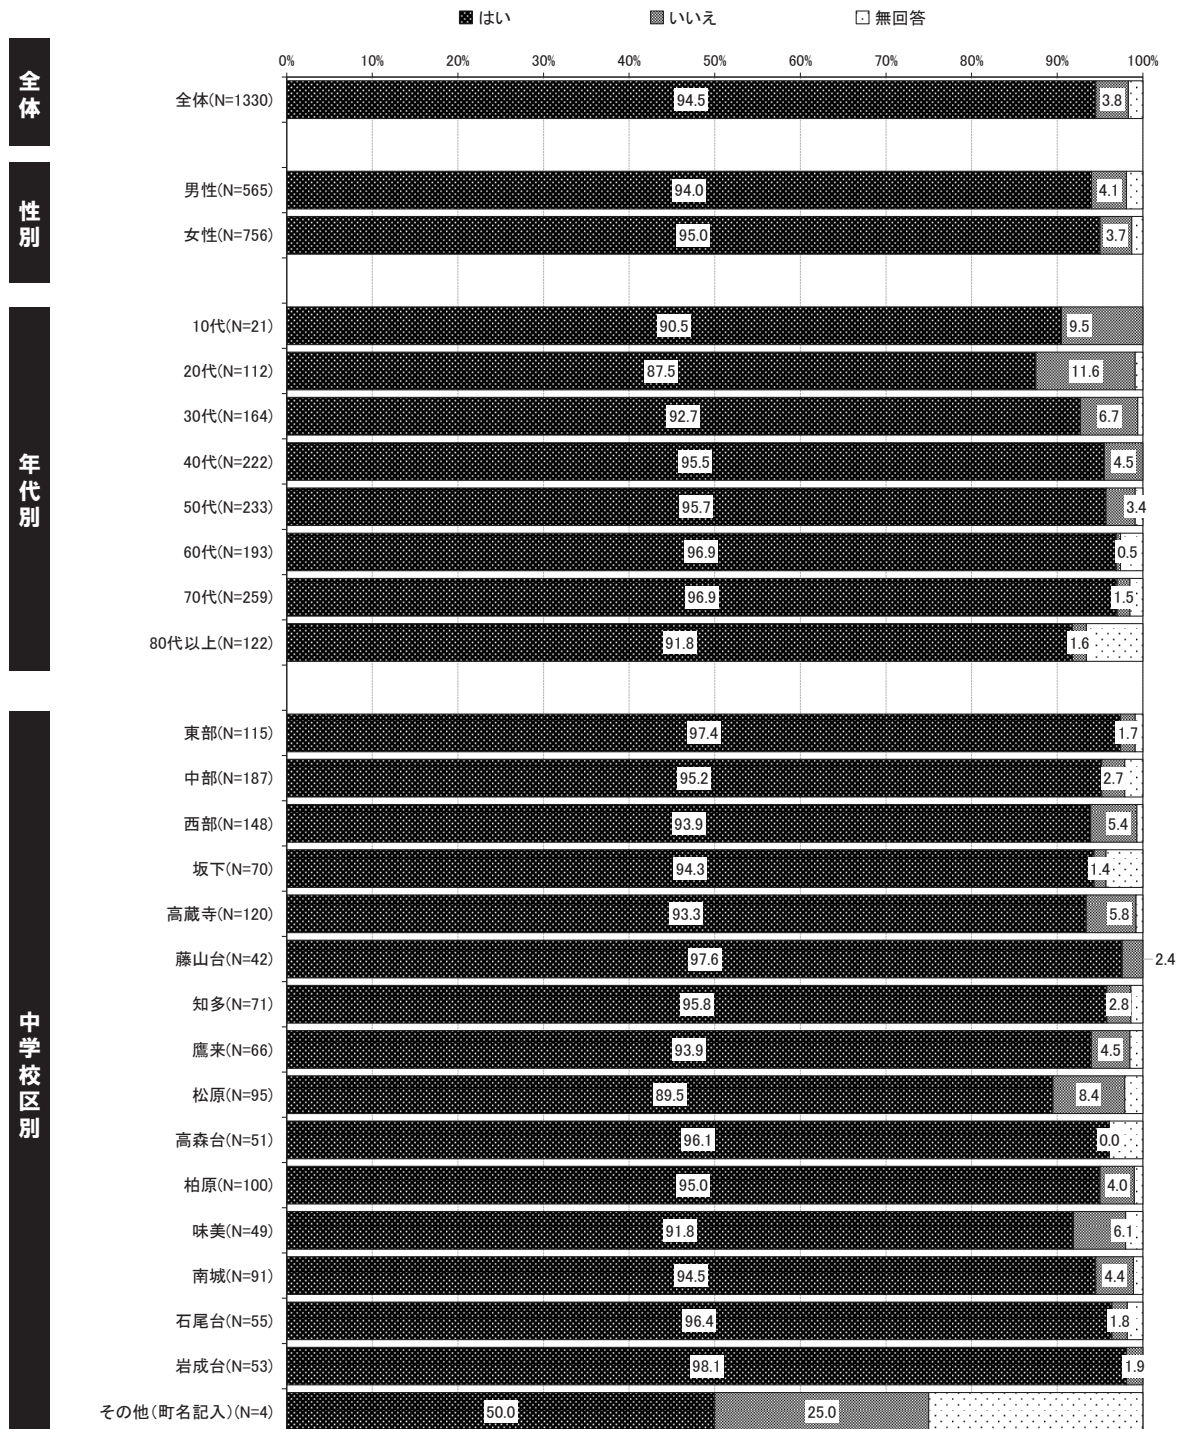 はい いいえ 無回答
0% 10% 20% 30% 40% 50% 60% 70% 80% 90% 100%
全体
全体(N=1330) 94.5 3.8
性別
男性(N=565) 94.0 4.1
女性(N=756) 95.0 3.7
年代別
10代(N=21) 90.5 9.5
20代(N=112) 87.5 11.6
30代(N=164) 92.7 6.7
40代(N=222) 95.5 4.5
50代(N=233) 95.7 3.4
60代(N=193) 96.9 0.5
70代(N=259) 96.9 1.5
80代以上(N=122) 91.8 1.6
中学校区別
東部(N=115) 97.4 1.7
中部(N=187) 95.2 2.7
西部(N=148) 93.9 5.4
坂下(N=70) 94.3 1.4
高蔵寺(N=120) 93.3 5.8
藤山台(N=42) 97.6 2.4
知多(N=71) 95.8 2.8
鷹来(N=66) 93.9 4.5
松原(N=95) 89.5 8.4
高森台(N=51) 96.1 0.0
柏原(N=100) 95.0 4.0
味美(N=49) 91.8 6.1
南城(N=91) 94.5 4.4
石尾台(N=55) 96.4 1.8
岩成台(N=53) 98.1 1.9
その他(町名記入)(N=4) 50.0 25.0